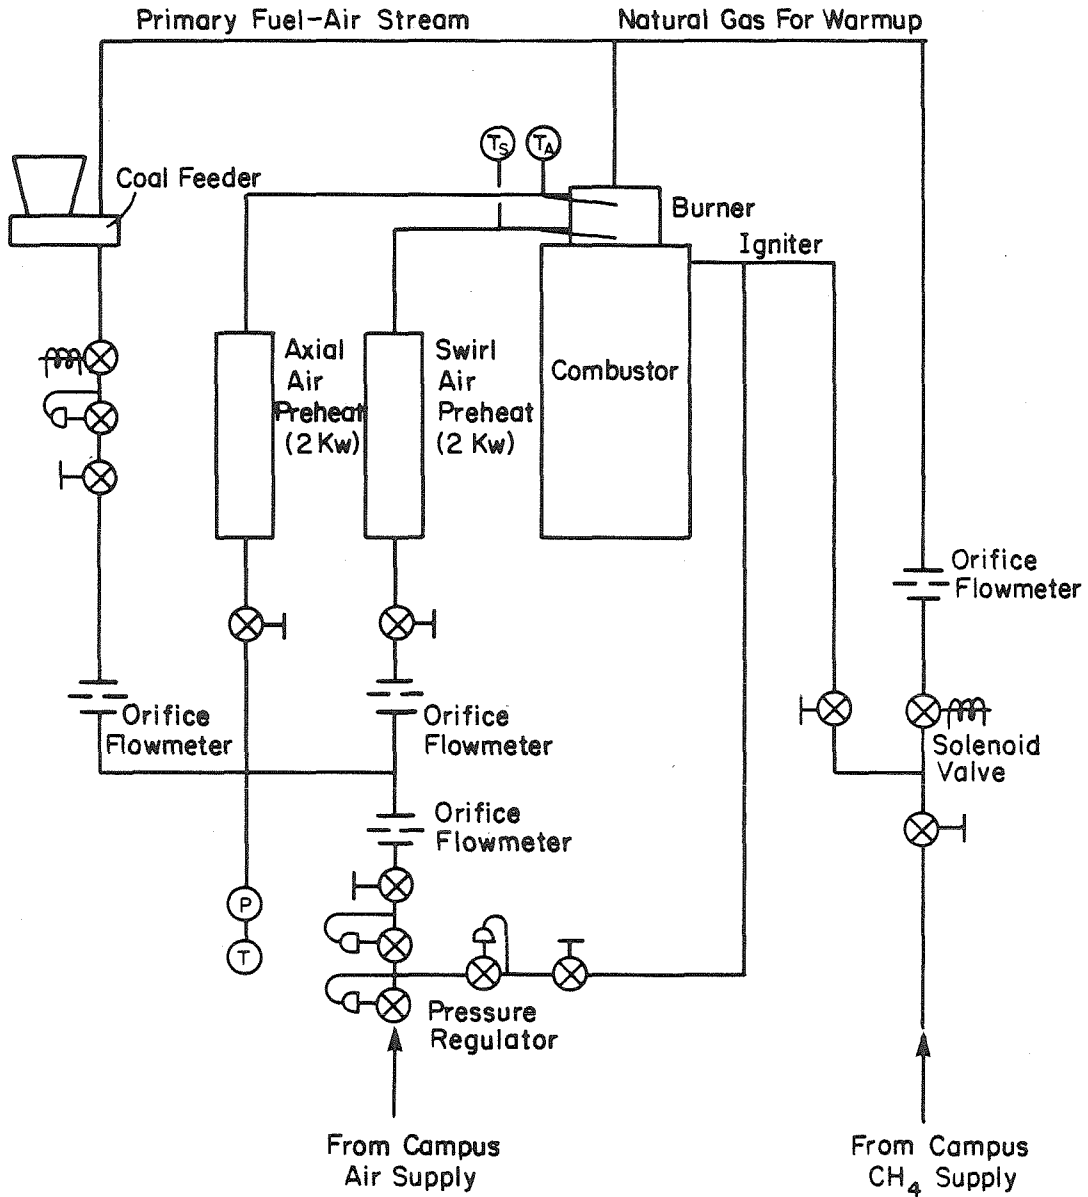 Primary Fuel-Air Stream
Natural Gas For Warmup
TS
TA
Coal Feeder
Burner
Igniter
Axial
Air
Preheat
(2 Kw)
Swirl
Air
Preheat
(2 Kw)
Combustor
Orifice
Flowmeter
Orifice
Flowmeter
Orifice
Flowmeter
Solenoid
Valve
Orifice
Flowmeter
P
T
Pressure
Regulator
From Campus
Air Supply
From Campus
CH4 Supply